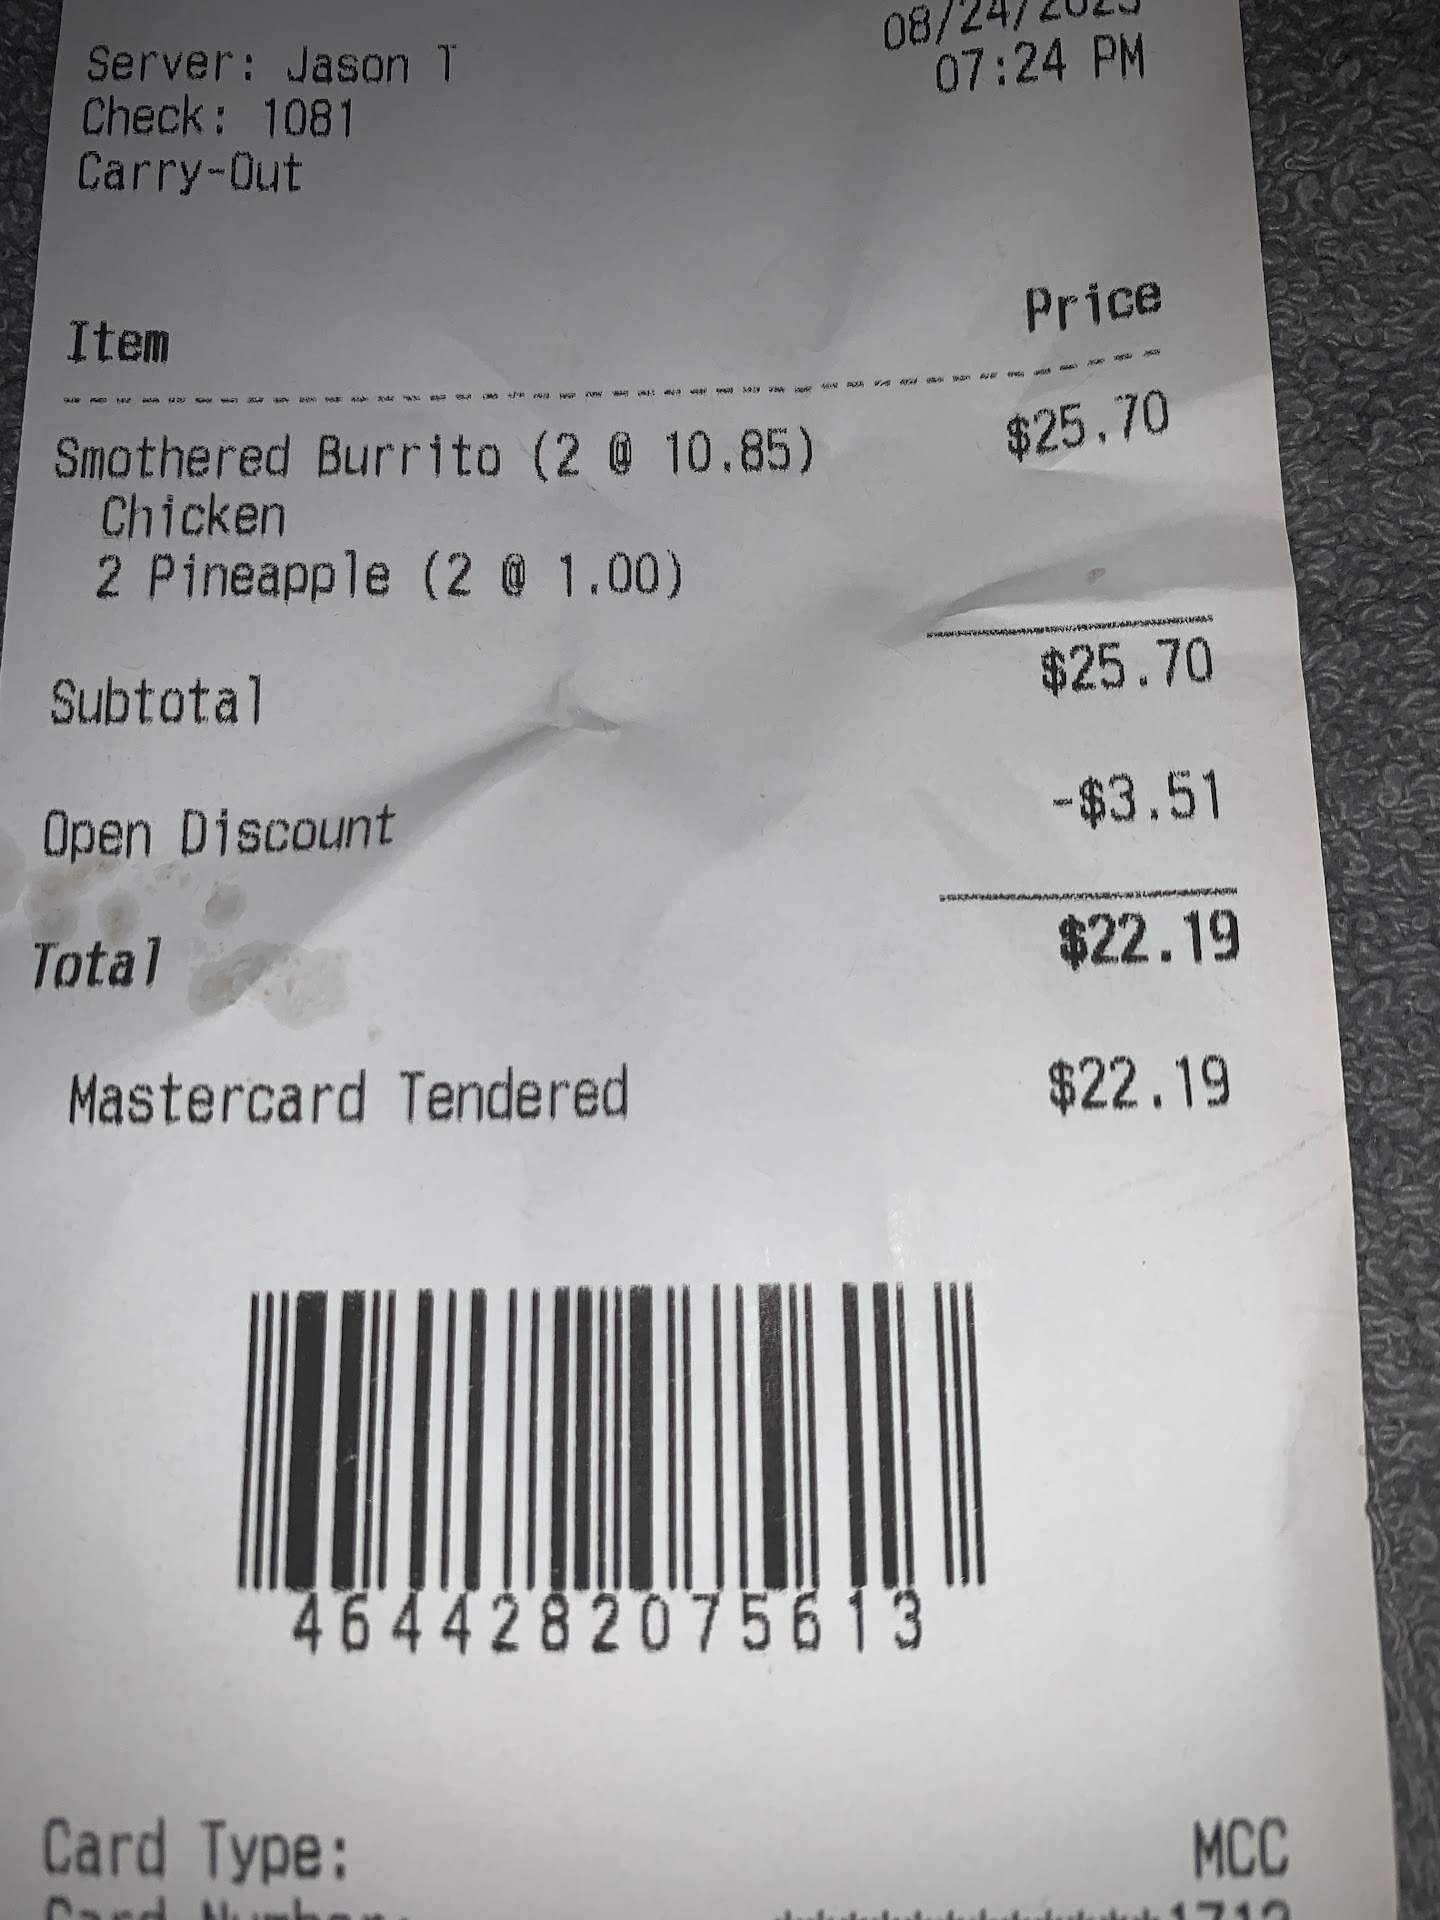 08/24/2023
Server: Jason T 07:24 PM
Check: 1081
Carry-Out
Item Price
Smothered Burrito (2 @ 10.85) $25.70
Chicken
2 Pineapple (2 @ 1.00)
Subtotal $25.70
Open Discount -$3.51
Total $22.19
Mastercard Tendered $22.19
4644282075613
Card Type: MCC
Card Number: